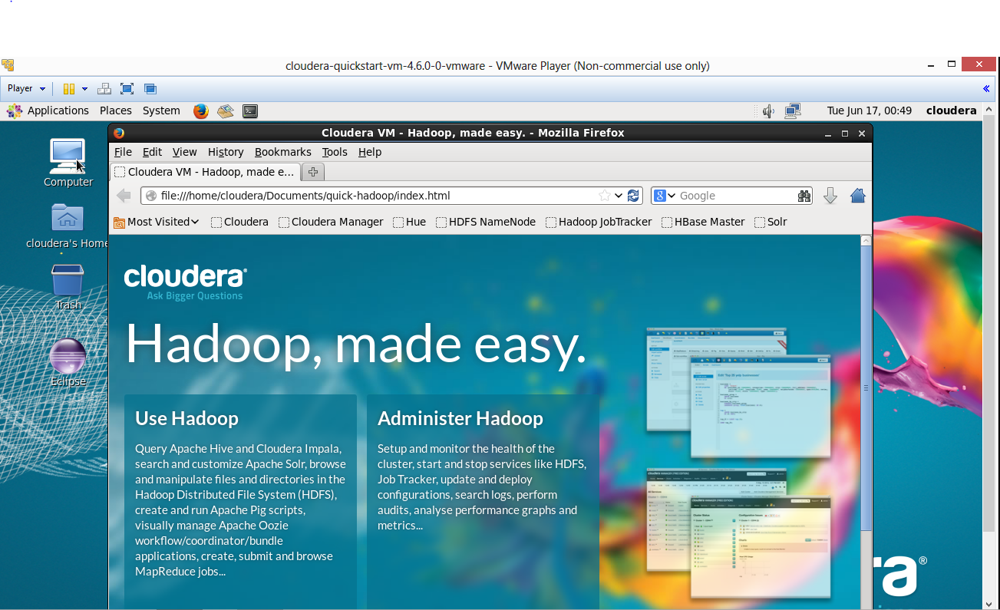 cloudera-quickstart-vm-4.6.0-0-vmware - VMware Player (Non-commercial use only)
Player
Applications Places System Tue Jun 17, 00:49 cloudera
Cloudera VM - Hadoop, made easy. - Mozilla Firefox
File Edit View History Bookmarks Tools Help
Cloudera VM - Hadoop, made e...
file:///home/cloudera/Documents/quick-hadoop/index.html Google
Most Visited Cloudera Cloudera Manager Hue HDFS NameNode Hadoop JobTracker HBase Master Solr
Computer
cloudera's Home
Trash
Eclipse
cloudera
Ask Bigger Questions
Hadoop, made easy.
Use Hadoop
Query Apache Hive and Cloudera Impala,
search and customize Apache Solr, browse
and manipulate files and directories in the
Hadoop Distributed File System (HDFS),
create and run Apache Pig scripts,
visually manage Apache Oozie
workflow/coordinator/bundle
applications, create, submit and browse
MapReduce jobs...
Administer Hadoop
Setup and monitor the health of the
cluster, start and stop services like HDFS,
Job Tracker, update and deploy
configurations, search logs, perform
audits, analyse performance graphs and
metrics...
ra®